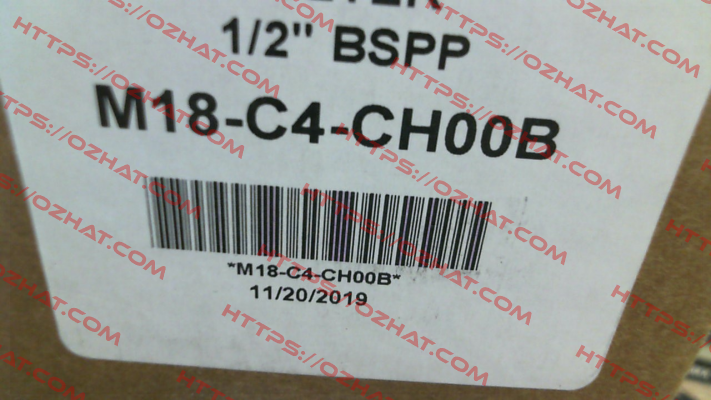 1/2" BSPP
M18-C4-CH00B
*M18-C4-CH00B*
11/20/2019
HTTPS://OZHAT.COM